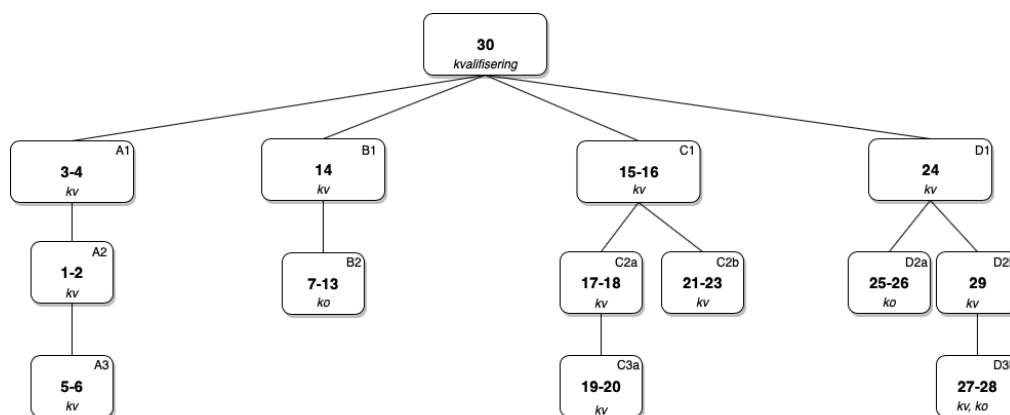 30
kvalifisering
A1
3-4
kv
B1
14
kv
C1
15-16
kv
D1
24
kv
A2
1-2
kv
B2
7-13
ko
C2a
17-18
kv
C2b
21-23
kv
D2a
25-26
ko
29
kv
A3
5-6
kv
C3a
19-20
kv
27-28
kv, ko